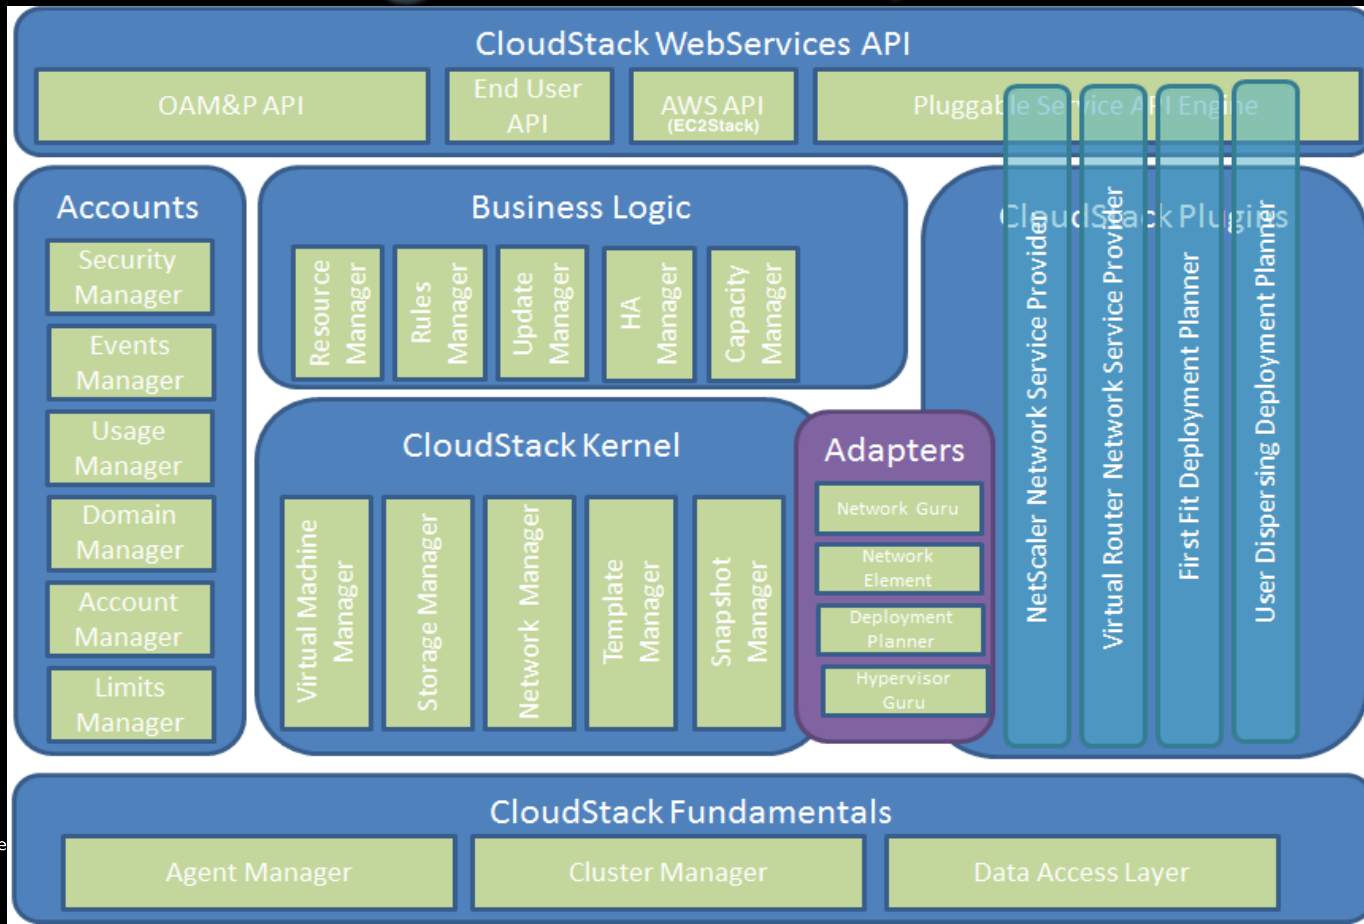 CloudStack WebServices API
OAM&P API
End User
API
AWS API
(EC2Stack)
Pluggable Service API Engine
Accounts
Security
Manager
Events
Manager
Usage
Manager
Domain
Manager
Account
Manager
Limits
Manager
Business Logic
Resource
Manager
Rules
Manager
Update
Manager
HA
Manager
Capacity
Manager
CloudStack Kernel
Virtual Machine
Manager
Storage Manager
Network Manager
Template
Manager
Snapshot
Manager
Adapters
Network Guru
Network
Element
Deployment
Planner
Hypervisor
Guru
CloudStack Plugins
NetScaler Network Service Provider
Virtual Router Network Service Provider
First Fit Deployment Planner
User Dispersing Deployment Planner
CloudStack Fundamentals
Agent Manager
Cluster Manager
Data Access Layer